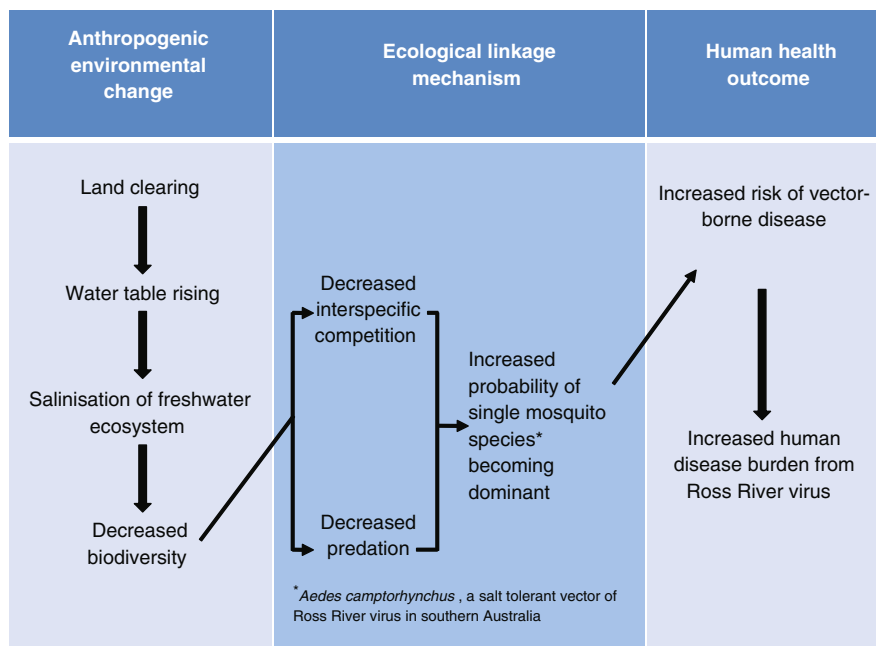 Anthropogenic
environmental
change
Ecological linkage
mechanism
Human health
outcome
Land clearing
Water table rising
Salinisation of freshwater
ecosystem
Decreased
biodiversity
Decreased
interspecific
competition
Decreased
predation
Increased
probability of
single mosquito
species*
becoming
dominant
*Aedes camptorhynchus , a salt tolerant vector of
Ross River virus in southern Australia
Increased risk of vector-
borne disease
Increased human
disease burden from
Ross River virus